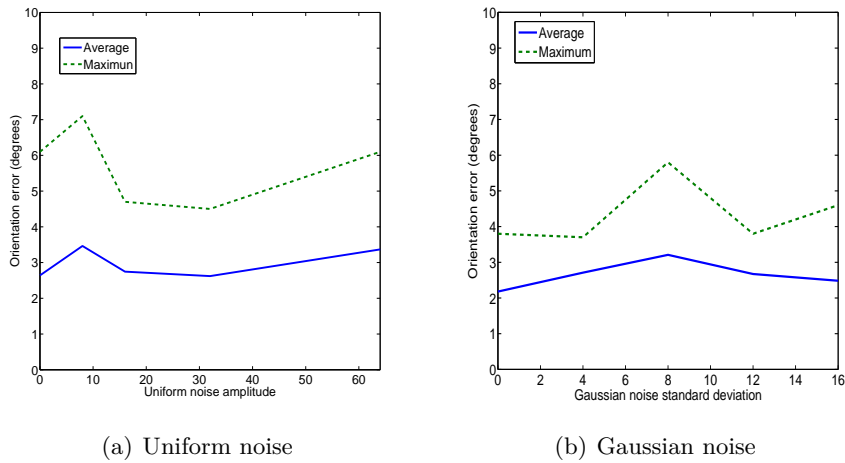 10
9
8
7
6
5
4
3
2
1
0
Orientation error (degrees)
Average
Maximun
0 10 20 30 40 50 60
Uniform noise amplitude
(a) Uniform noise
10
9
8
7
6
5
4
3
2
1
0
Orientation error (degrees)
Average
Maximum
0 2 4 6 8 10 12 14 16
Gaussian noise standard deviation
(b) Gaussian noise